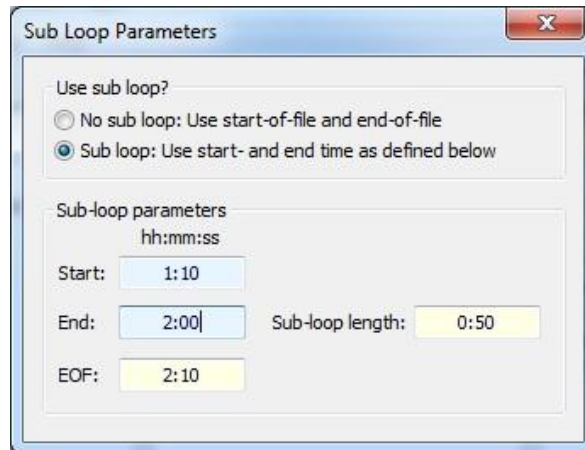 Sub Loop Parameters
Use sub loop?
No sub loop: Use start-of-file and end-of-file
Sub loop: Use start- and end time as defined below
Sub-loop parameters
hh:mm:ss
Start: 1:10
End: 2:00 Sub-loop length: 0:50
EOF: 2:10